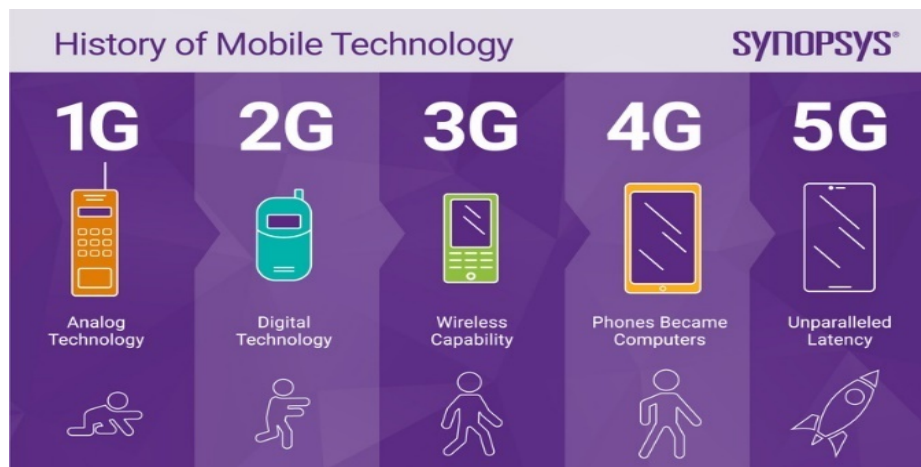 History of Mobile Technology
SYNOPSYS®
1G
2G
3G
4G
5G
Analog
Technology
Digital
Technology
Wireless
Capability
Phones Became
Computers
Unparalleled
Latency